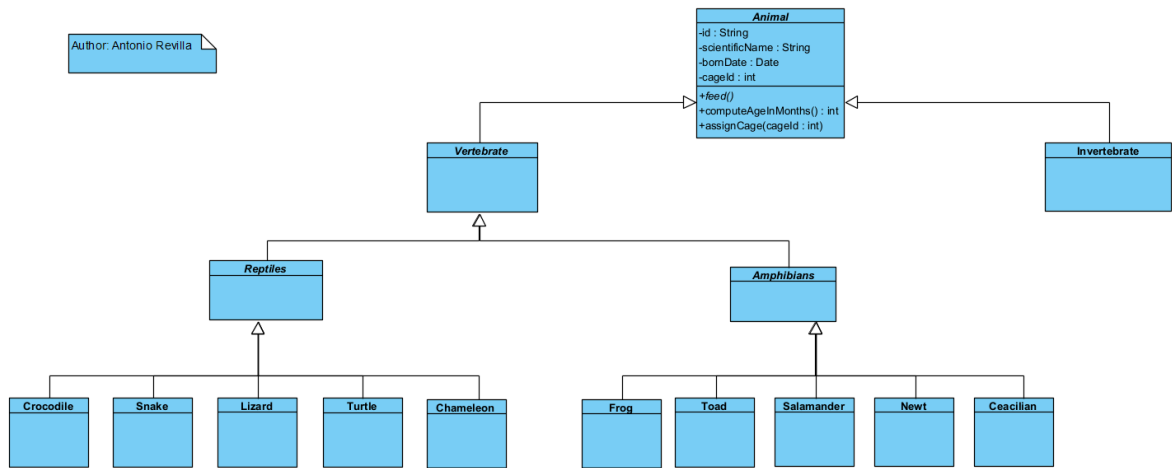 Author: Antonio Revilla
Animal
-id : String
-scientificName : String
-bornDate : Date
-cageId : int
+feed()
+computeAgeInMonths() : int
+assignCage(cageId : int)
Vertebrate
Invertebrate
Reptiles
Amphibians
Crocodile
Snake
Lizard
Turtle
Chameleon
Frog
Toad
Salamander
Newt
Ceacilian